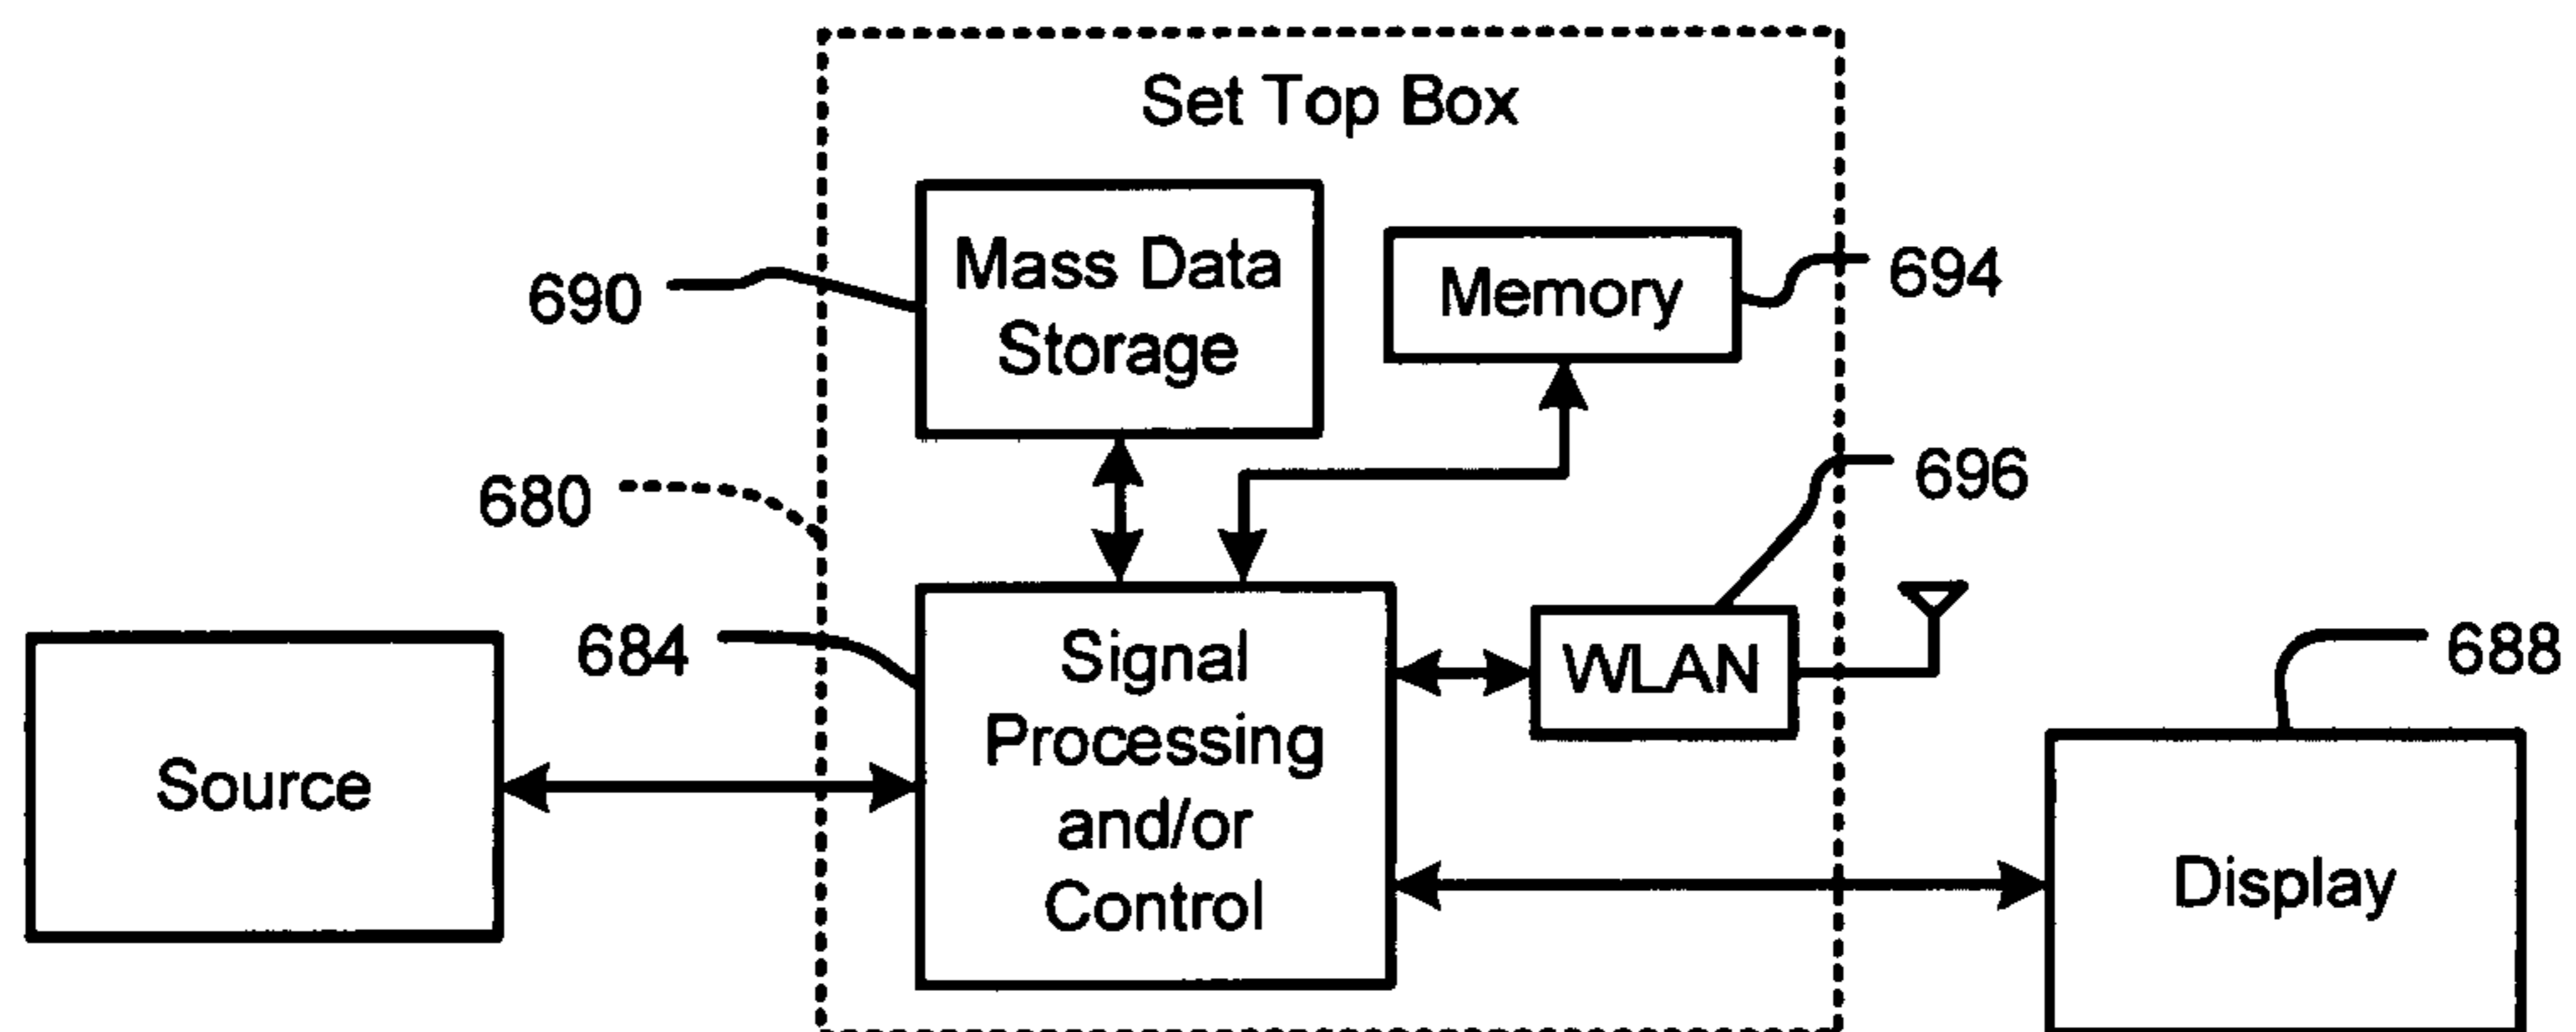 Set Top Box
Mass Data
Storage
690
Memory
694
680
696
684
Signal
Processing
and/or
Control
WLAN
688
Source
Display